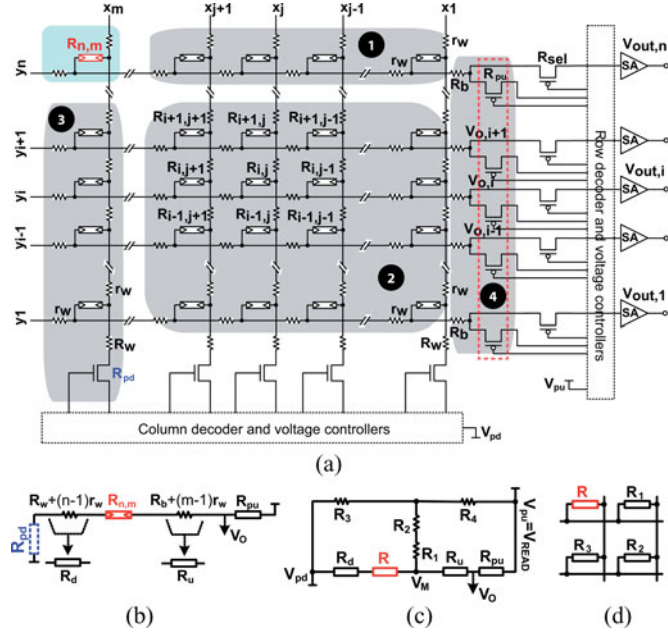 xm xj+1 xj xj-1 x1
Rn,m
1
rw
yn
rw
Rb
Rpu
Rsel
SA
Vout,n
3
Ri+1,j+1 Ri+1,j Ri+1,j-1
yi+1
Vo,i+1
SA
Ri,j+1 Ri,j Ri,j-1
yi
Vo,i
SA
Vout,i
Ri-1,j+1 Ri-1,j Ri-1,j-1
yi-1
Vo,i-1
SA
2
4
rw
rw
rw
rw
y1
Rb
SA
Vout,1
Rw
Rw
Rpd
Row decoder and voltage controllers
Vpu
Column decoder and voltage controllers
Vpd
(a)
Rw+(n-1)rw Rn,m Rb+(m-1)rw Rpu
Rpd
Vo
Rd
Ru
(b)
R3
R4
R2
R1
Rd
R
Ru
Rpu
Vpd
VM
Vo
Vpu=VREAD
(c)
R
R1
R3
R2
(d)